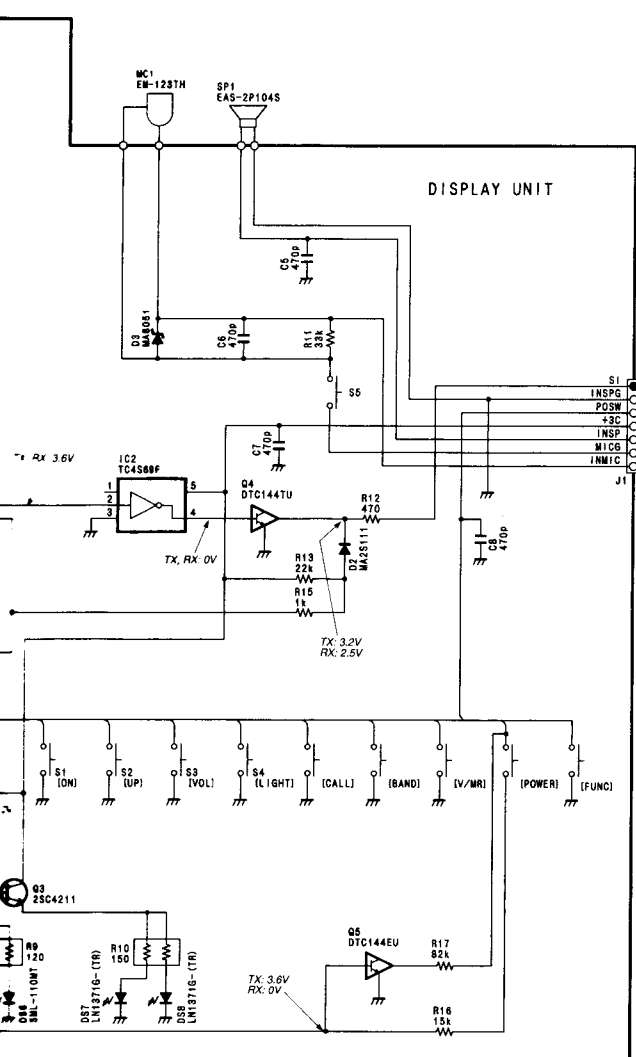 MC1
EM-123TH
SP1
EAS-2P104S
DISPLAY UNIT
C5
470p
D3
MA8051
C6
470p
R11
33k
S5
SI
INSPG
POSW
+3C
INSP
MICG
INMIC
J1
C7
470p
RX 3.6V
IC2
TC4S69F
1
2
3
5
4
Q4
DTC144TU
R12
470
TX, RX: 0V
D2
MA2S111
C8
470p
R13
22k
R15
1k
TX: 3.2V
RX: 2.5V
S1
[ON]
S2
[UP]
S3
[VOL]
S4
[LIGHT]
[CALL]
[BAND]
[V/MR]
[POWER]
[FUNC]
Q3
2SC4211
R9
120
R10
150
DS6
SML-110MT
DS7
LN1371G-(TR)
DS8
LN1371G-(TR)
Q5
DTC144EU
R17
82k
TX: 3.6V
RX: 0V
R16
15k